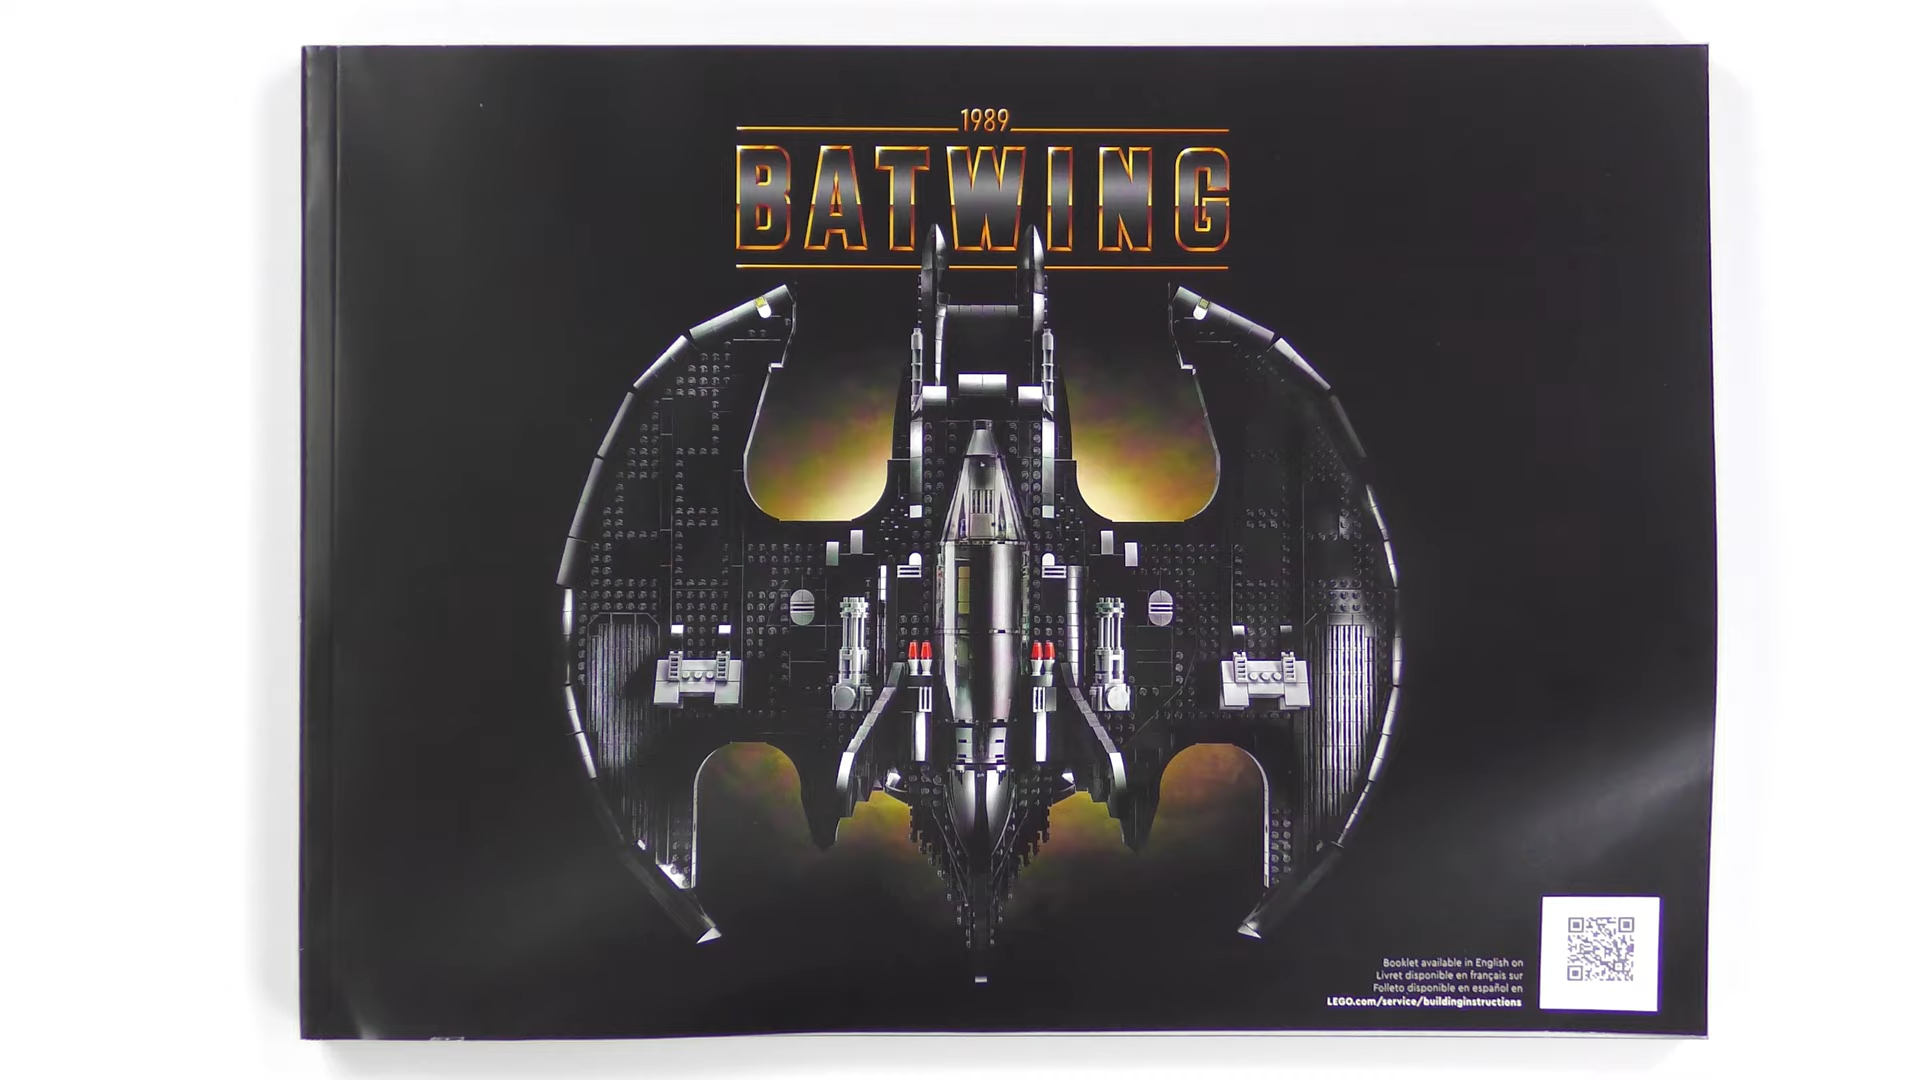 1989
BATWING
Booklet available in English on
Livret disponible en français sur
Folleto disponible en español en
LEGO.com/service/buildinginstructions